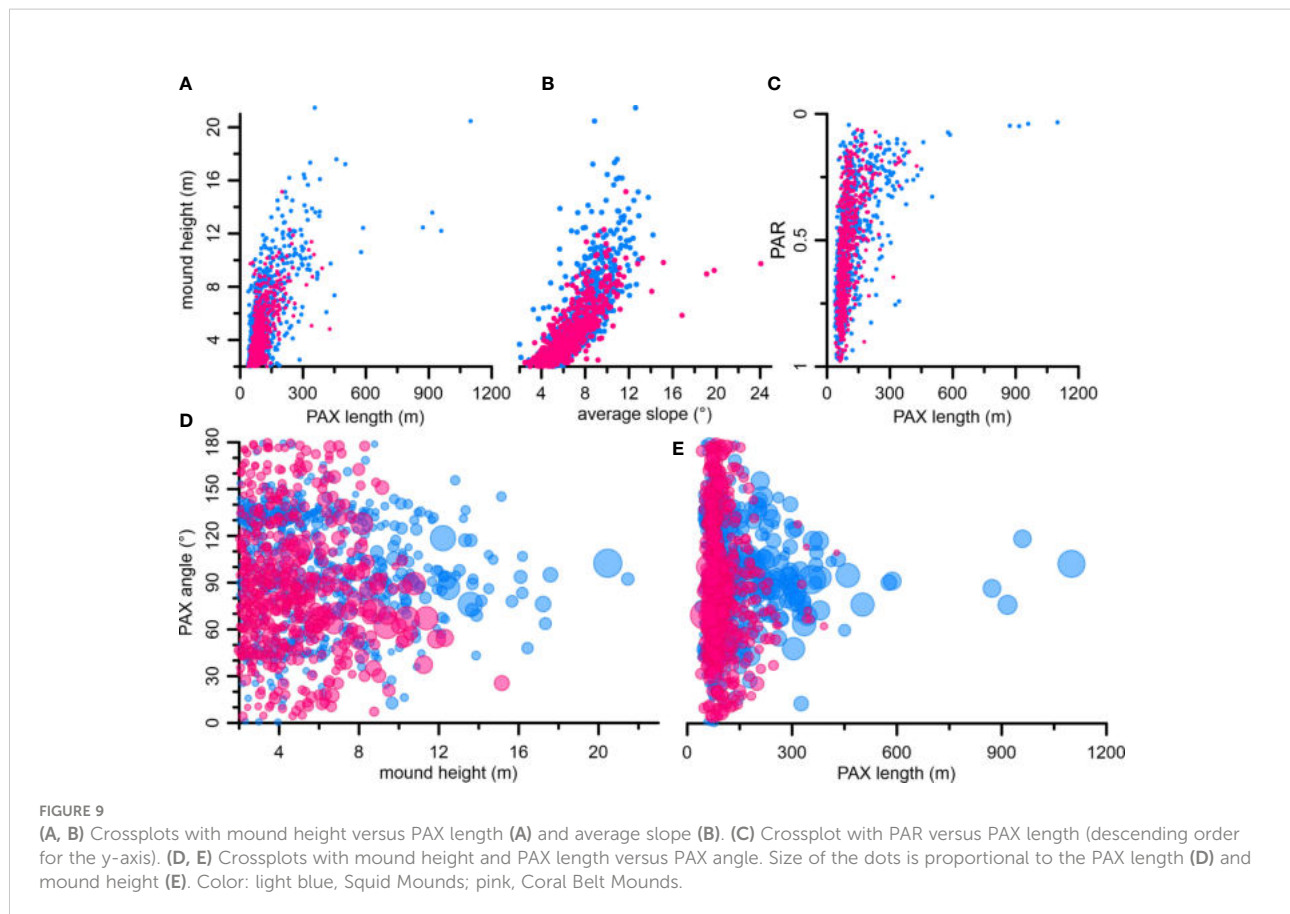 A
B
C
mound height (m)
20
16
12
8
4
0
300
600
900
1200
PAX length (m)
4
8
12
16
20
24
average slope (°)
PAR
0
0.5
1
0
300
600
900
1200
PAX length (m)
D
E
PAX angle (°)
180
150
120
90
60
30
0
4
8
12
16
20
mound height (m)
0
300
600
900
1200
PAX length (m)
FIGURE 9
(A, B) Crossplots with mound height versus PAX length (A) and average slope (B). (C) Crossplot with PAR versus PAX length (descending order
for the y-axis). (D, E) Crossplots with mound height and PAX length versus PAX angle. Size of the dots is proportional to the PAX length (D) and
mound height (E). Color: light blue, Squid Mounds; pink, Coral Belt Mounds.